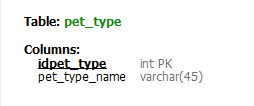 Table: pet_type
Columns:
idpet_type int PK
pet_type_name varchar(45)